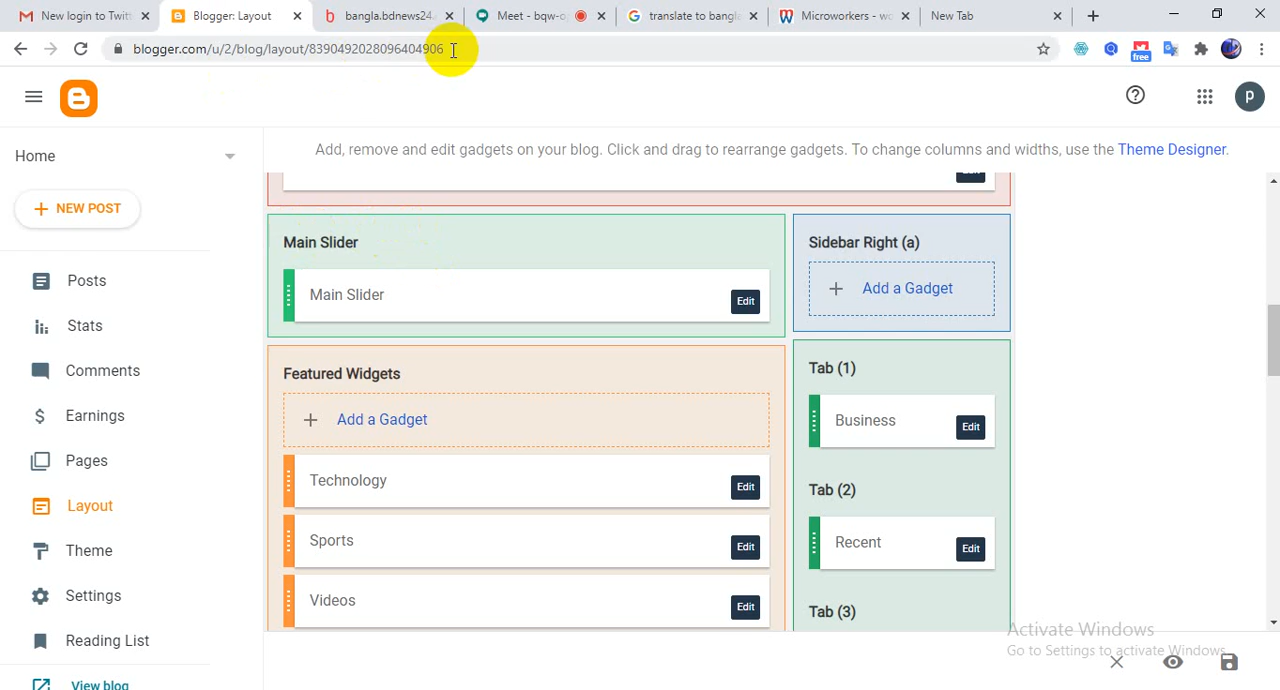 New login to Twitt
Blogger: Layout
bangla.bdnews24.
Meet - bqw-o
translate to bangla
Microworkers - wo
New Tab
blogger.com/u/2/blog/layout/8390492028096404906
free
P
Home
Add, remove and edit gadgets on your blog. Click and drag to rearrange gadgets. To change columns and widths, use the Theme Designer.
NEW POST
Main Slider
Sidebar Right (a)
Main Slider
Edit
Add a Gadget
Posts
Stats
Comments
Earnings
Pages
Layout
Theme
Settings
Reading List
View blog
Featured Widgets
Add a Gadget
Technology
Edit
Sports
Edit
Videos
Edit
Tab (1)
Business
Edit
Tab (2)
Recent
Edit
Tab (3)
Activate Windows
Go to Settings to activate Windows.